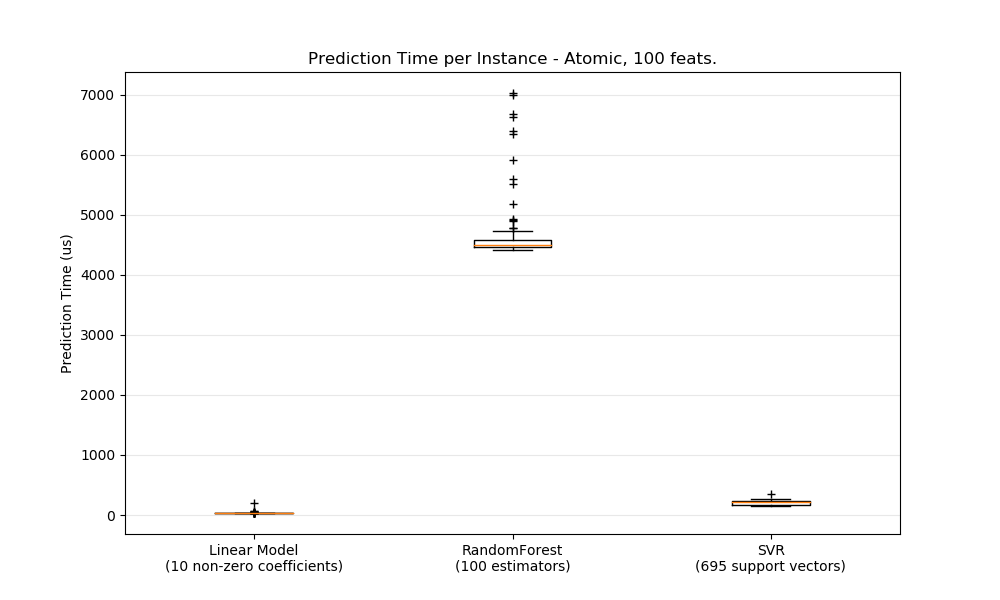 Prediction Time per Instance - Atomic, 100 feats.
7000
6000
5000
4000
3000
2000
1000
0
Prediction Time (us)
Linear Model
(10 non-zero coefficients)
RandomForest
(100 estimators)
SVR
(695 support vectors)